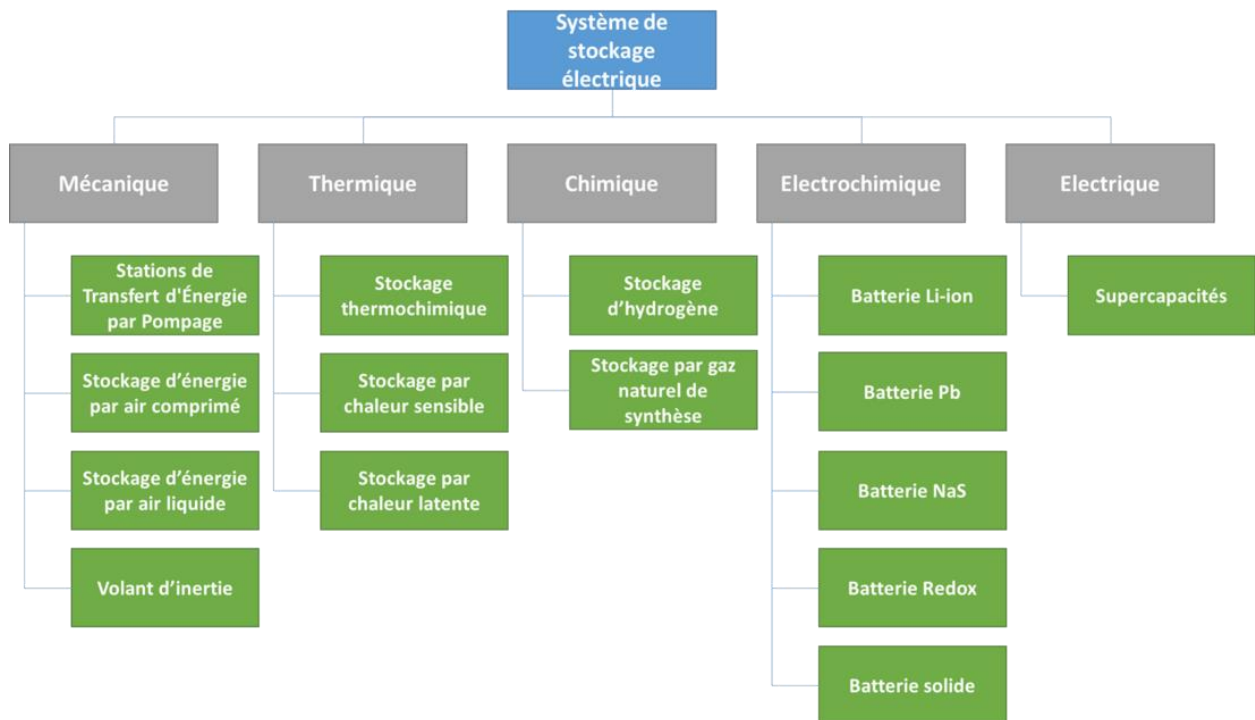 Système de
stockage
électrique
Mécanique
Thermique
Chimique
Electrochimique
Electrique
Stations de
Transfert d'Énergie
par Pompage
Stockage d’énergie
par air comprimé
Stockage d’énergie
par air liquide
Volant d’inertie
Stockage
thermochimique
Stockage par
chaleur sensible
Stockage par
chaleur latente
Stockage
d’hydrogène
Stockage par gaz
naturel de
synthèse
Batterie Li-ion
Batterie Pb
Batterie NaS
Batterie Redox
Batterie solide
Supercapacités